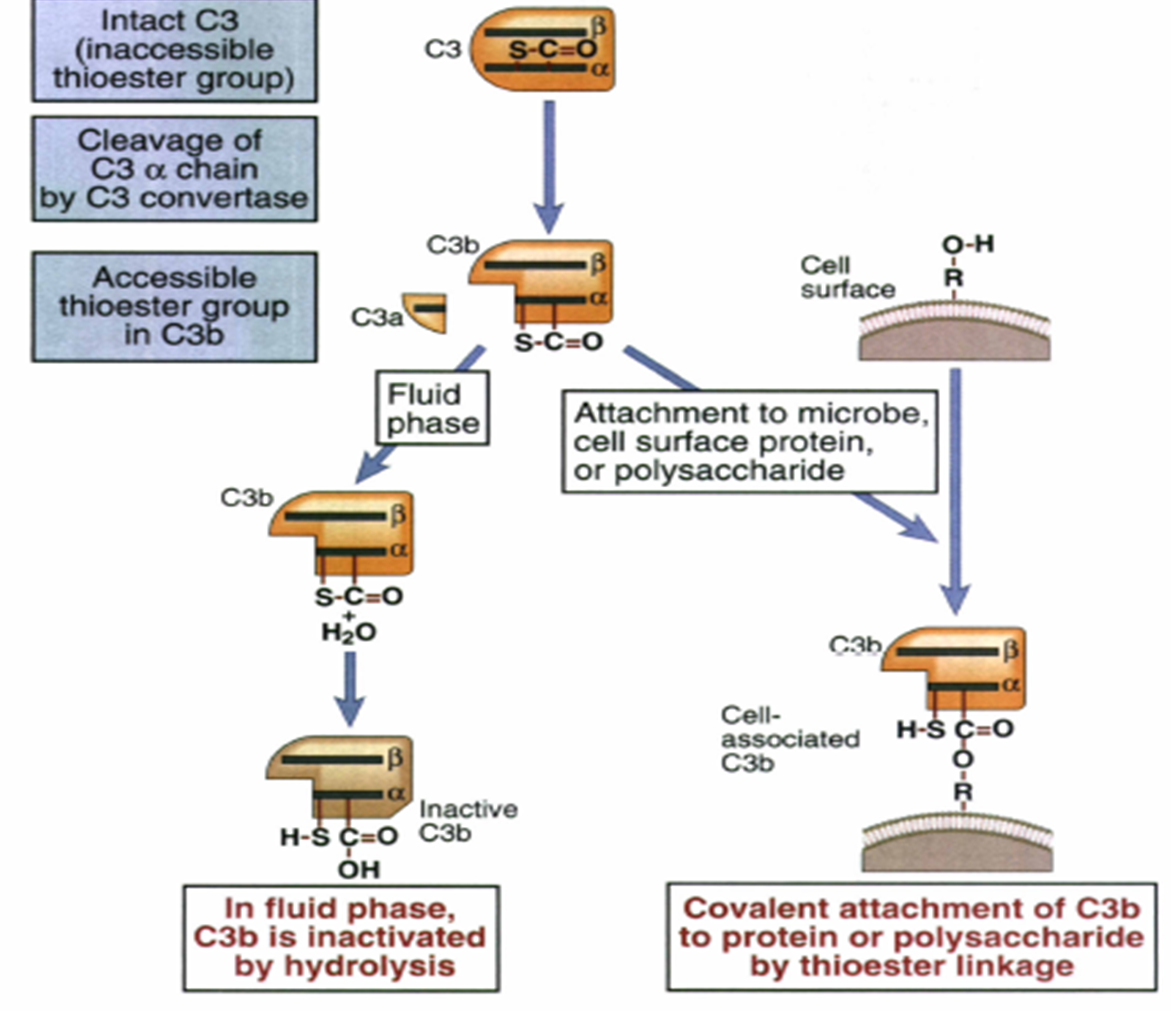 Intact C3
(inaccessible
thioester group)
C3
β
S-C=O
α
Cleavage of
C3 α chain
by C3 convertase
Accessible
thioester group
in C3b
C3b
β
α
C3a
S-C=O
Cell
surface
O-H
R
Fluid
phase
Attachment to microbe,
cell surface protein,
or polysaccharide
C3b
β
α
S-C=O
+
H₂O
C3b
β
α
H-S C=O
O
R
Cell-
associated
C3b
β
α
Inactive
C3b
H-S C=O
OH
In fluid phase,
C3b is inactivated
by hydrolysis
Covalent attachment of C3b
to protein or polysaccharide
by thioester linkage